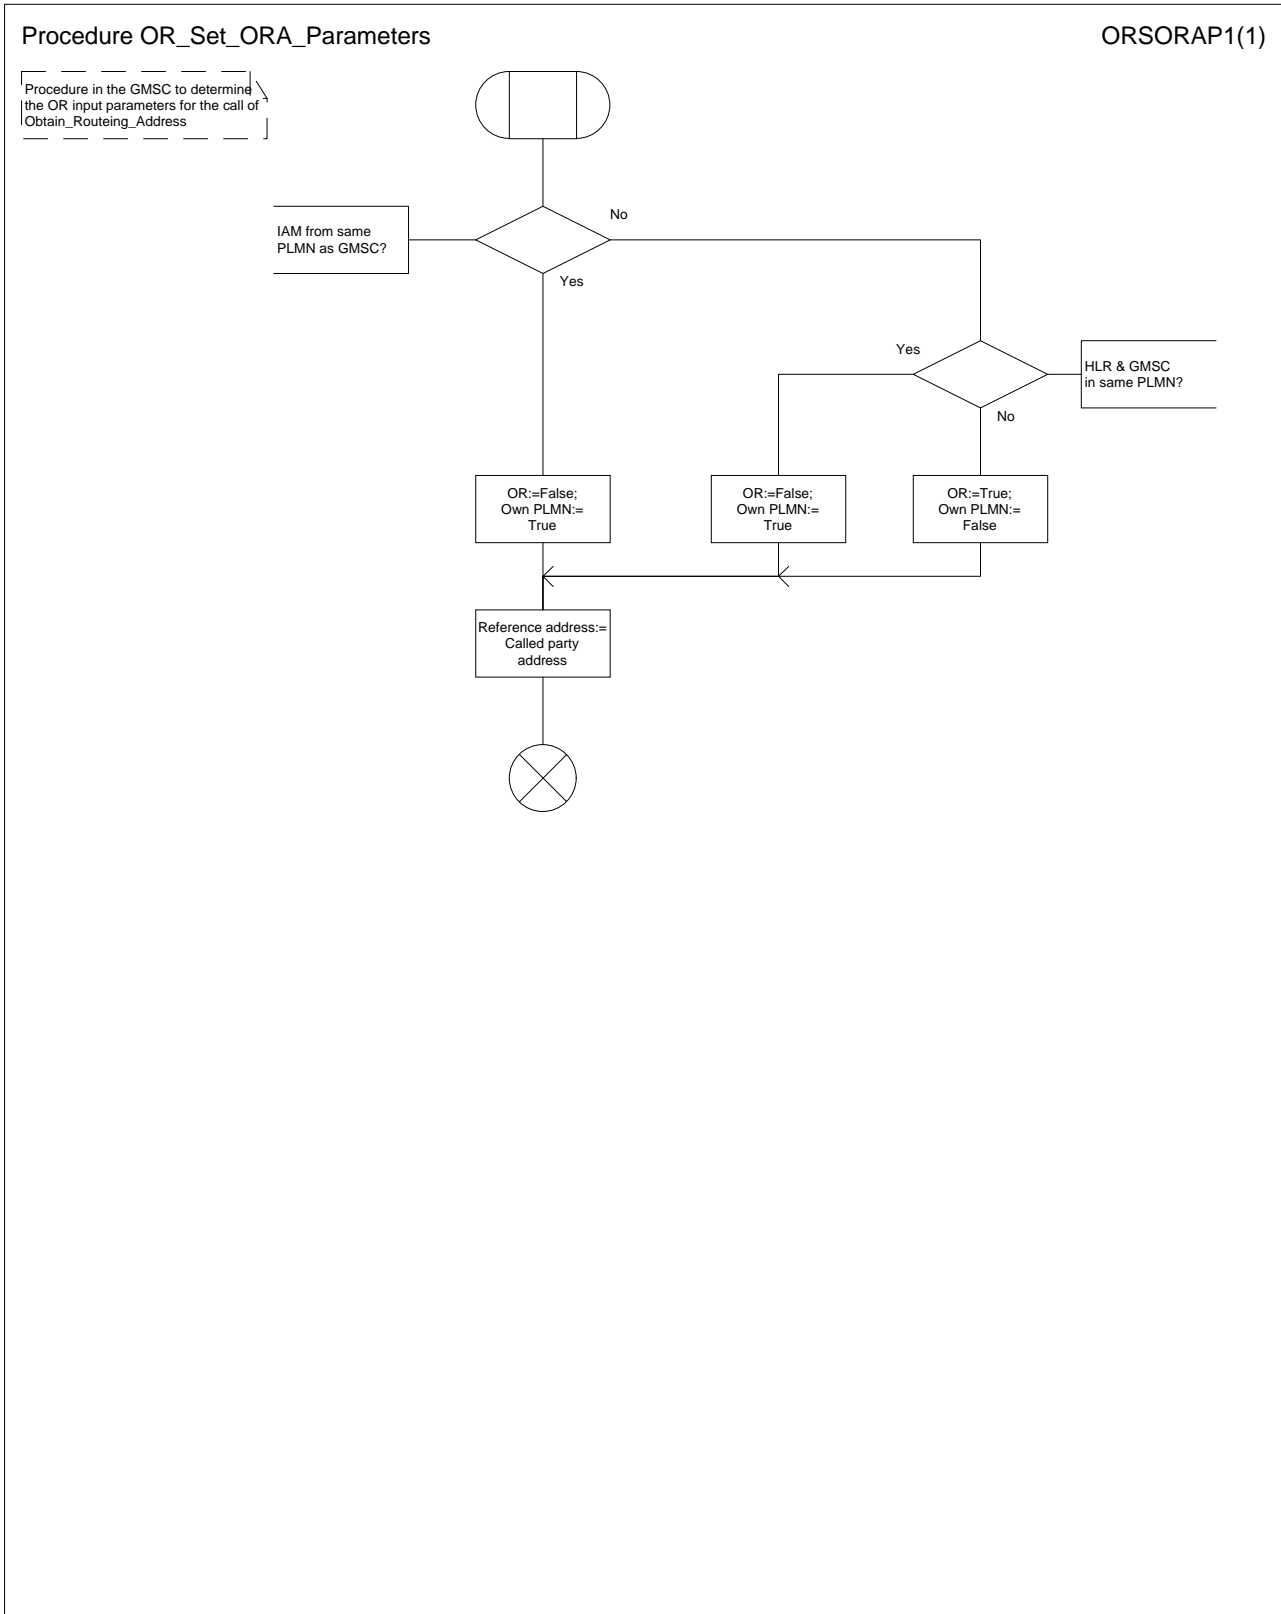 Procedure OR_Set_ORA_Parameters
ORSORAP1(1)
Procedure in the GMSC to determine
the OR input parameters for the call of
Obtain_Routeing_Address
No
IAM from same
PLMN as GMSC?
Yes
Yes
HLR & GMSC
in same PLMN?
No
OR:=False;
Own PLMN:=
True
OR:=False;
Own PLMN:=
True
OR:=True;
Own PLMN:=
False
Reference address:=
Called party
address